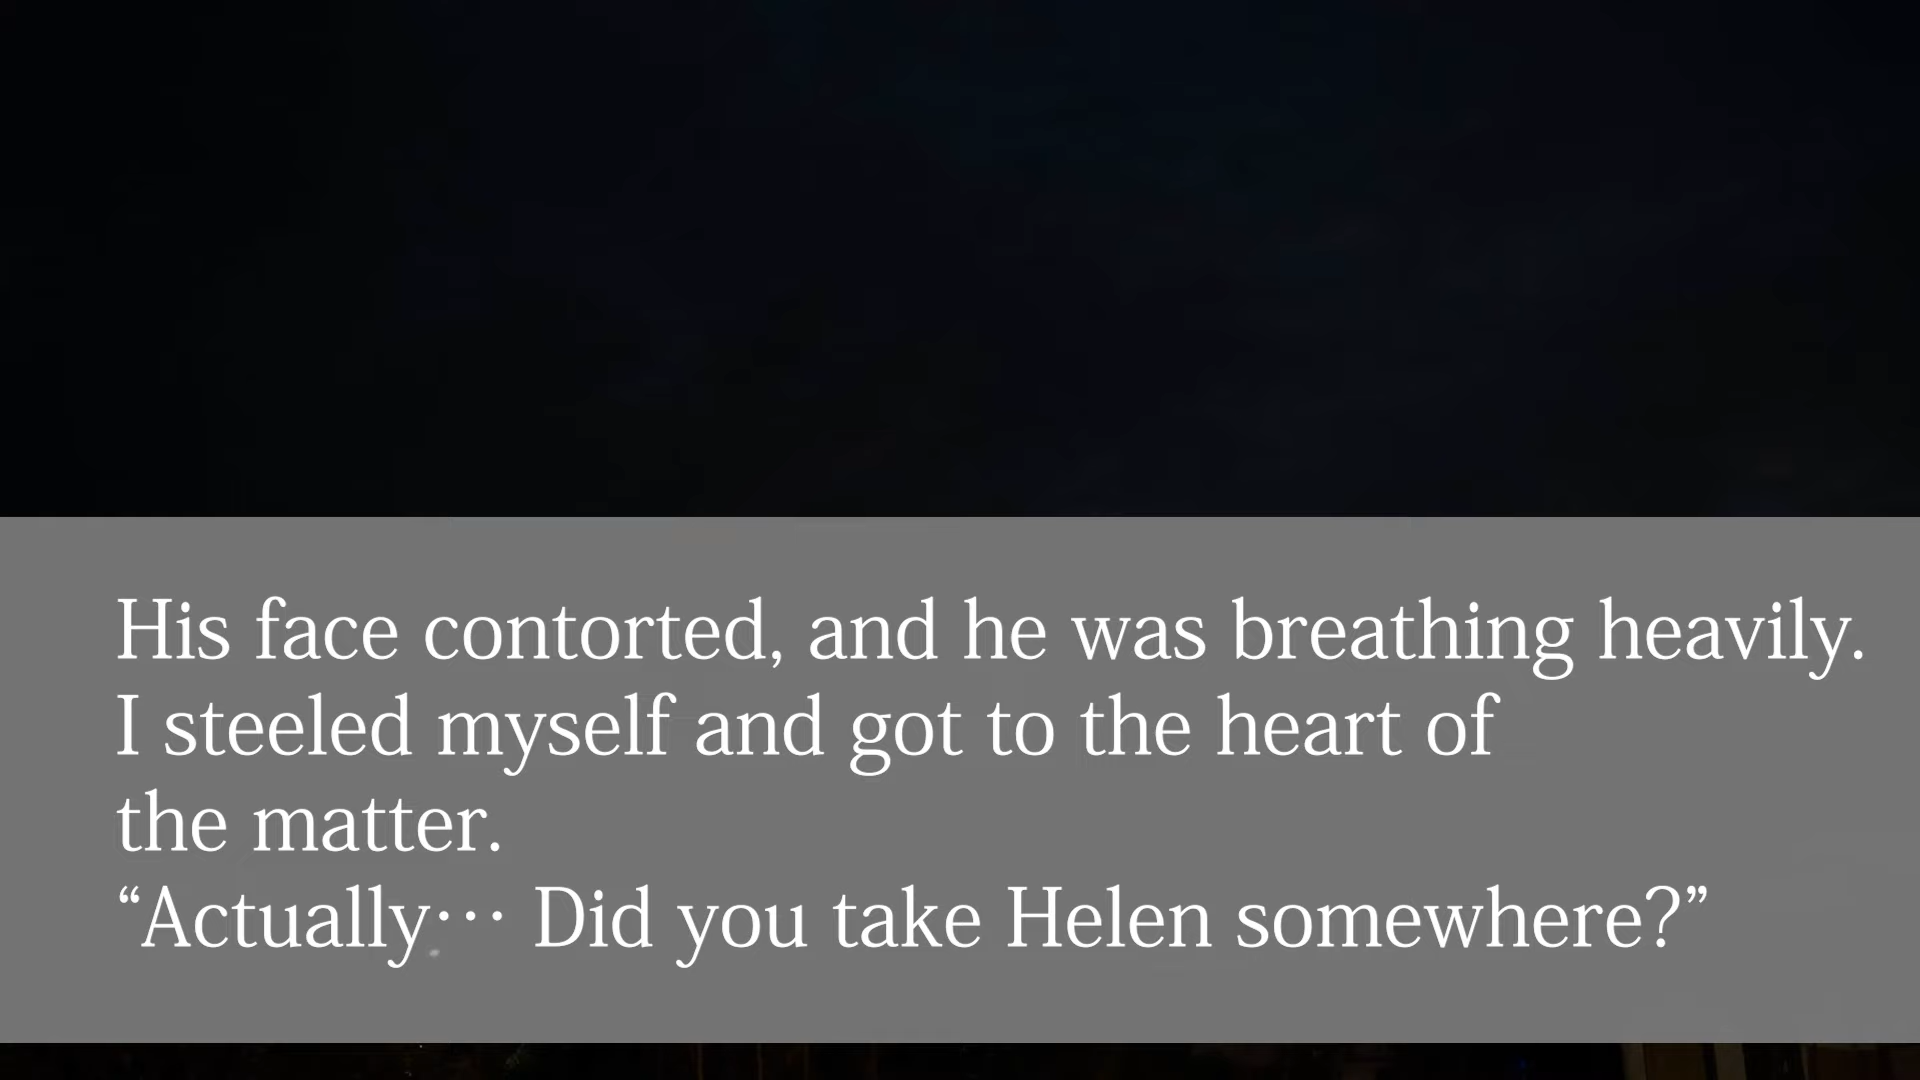 His face contorted, and he was breathing heavily.
I steeled myself and got to the heart of
the matter.
“Actually··· Did you take Helen somewhere?”